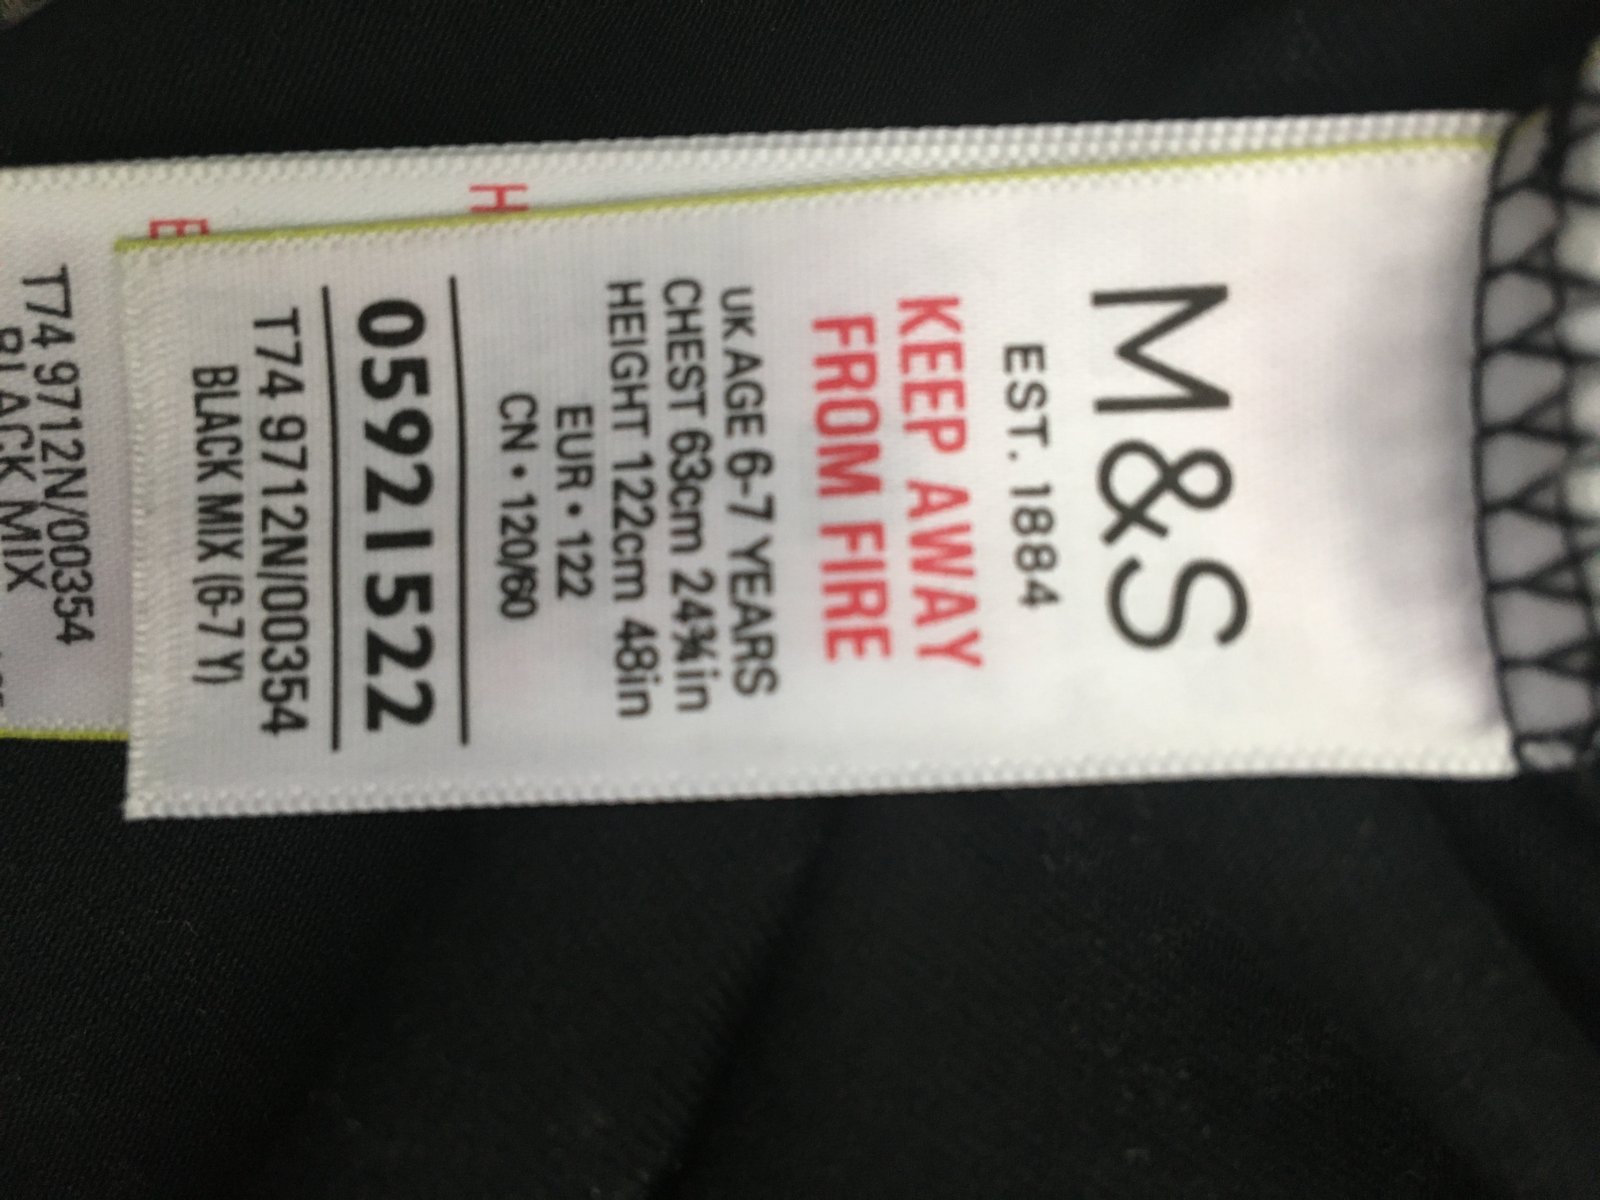 M&S
EST. 1884
KEEP AWAY
FROM FIRE
UK AGE 6-7 YEARS
CHEST 63cm 24¾in
HEIGHT 122cm 48in
EUR • 122
CN • 120/60
05921522
T74 9712N/00354
BLACK MIX (6-7 Y)
H
E
T74 9712N/00354
BLACK MIX